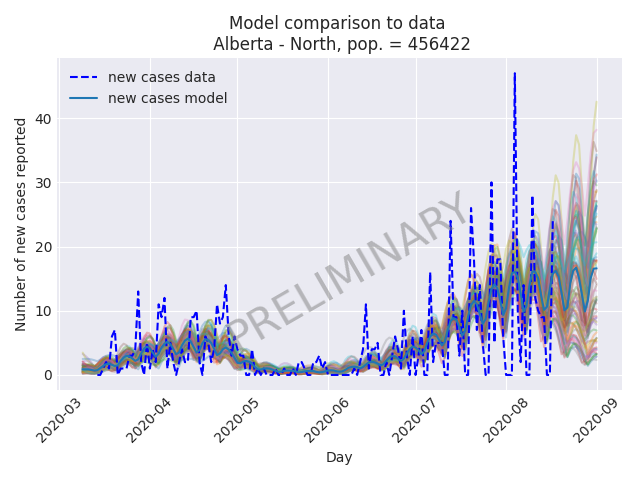 Model comparison to data
Alberta - North, pop. = 456422
new cases data
new cases model
Number of new cases reported
40
30
20
10
0
PRELIMINARY
2020-03
2020-04
2020-05
2020-06
2020-07
2020-08
2020-09
Day